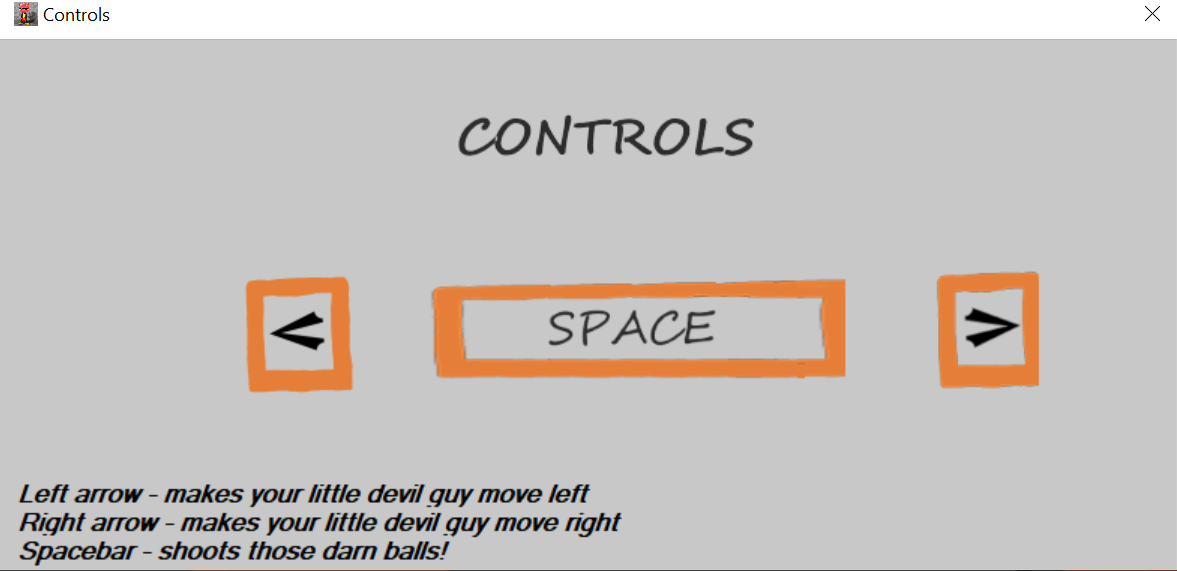 Controls
CONTROLS
<
SPACE
>
Left arrow - makes your little devil guy move left
Right arrow - makes your little devil guy move right
Spacebar - shoots those darn balls!